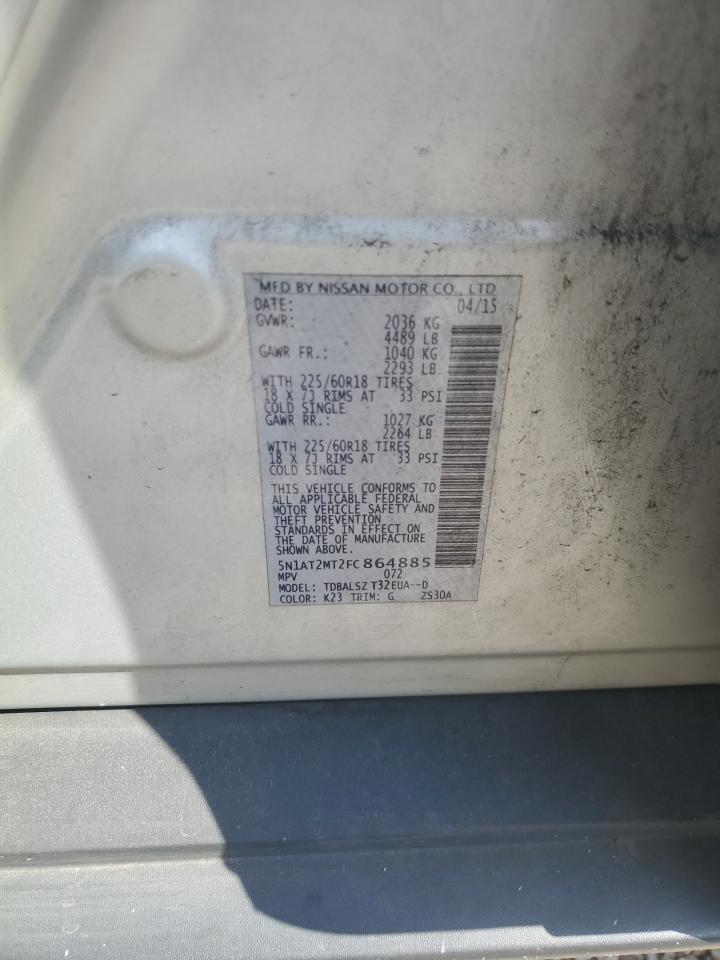 MFD BY NISSAN MOTOR CO., LTD
DATE: 04/15
GVWR: 2036 KG
4489 LB
GAWR FR.: 1040 KG
2293 LB
WITH 225/60R18 TIRES
18 X 7J RIMS AT 33 PSI
COLD SINGLE
GAWR RR.: 1027 KG
2264 LB
WITH 225/60R18 TIRES
18 X 7J RIMS AT 33 PSI
COLD SINGLE
THIS VEHICLE CONFORMS TO
ALL APPLICABLE FEDERAL
MOTOR VEHICLE SAFETY AND
THEFT PREVENTION
STANDARDS IN EFFECT ON
THE DATE OF MANUFACTURE
SHOWN ABOVE.
5N1AT2MT2FC864885
MPV 072
MODEL: TDBALSZ T32EUA--D
COLOR: K23 TRIM: G ZS30A